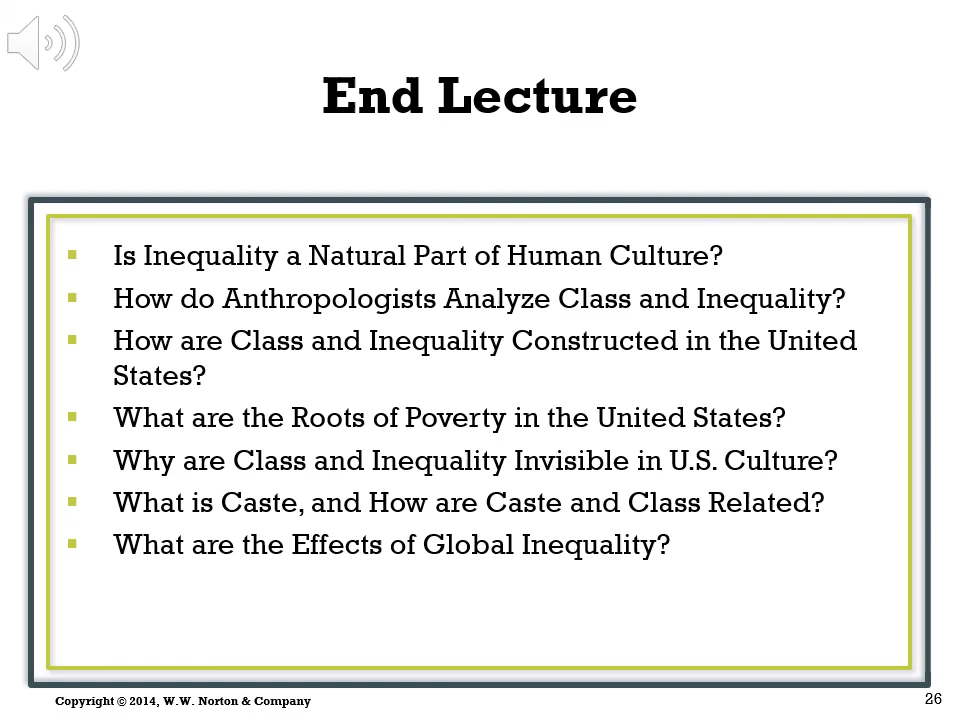 End Lecture
▪ Is Inequality a Natural Part of Human Culture?
▪ How do Anthropologists Analyze Class and Inequality?
▪ How are Class and Inequality Constructed in the United
States?
▪ What are the Roots of Poverty in the United States?
▪ Why are Class and Inequality Invisible in U.S. Culture?
▪ What is Caste, and How are Caste and Class Related?
▪ What are the Effects of Global Inequality?
Copyright © 2014, W.W. Norton & Company
26